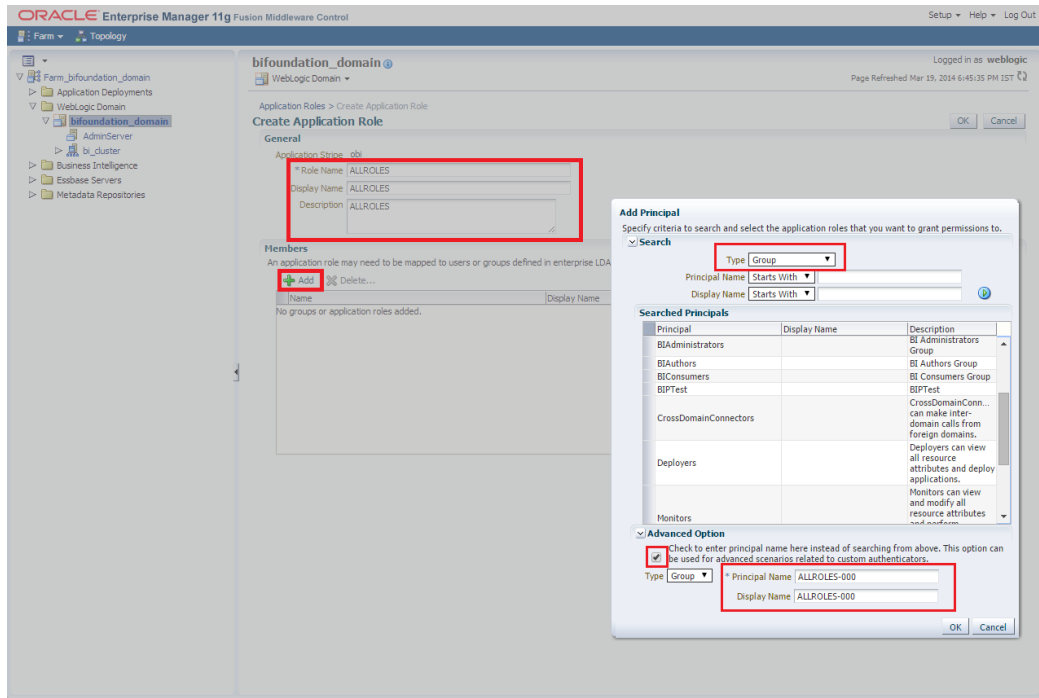 ORACLE Enterprise Manager 11g Fusion Middleware Control
Setup Help Log Out
Farm Topology
Farm_bifoundation_domain
Application Deployments
WebLogic Domain
bifoundation_domain
AdminServer
bi_cluster
Business Intelligence
Essbase Servers
Metadata Repositories
bifoundation_domain
Logged in as weblogic
WebLogic Domain
Page Refreshed Mar 19, 2014 6:45:35 PM IST
Application Roles > Create Application Role
Create Application Role
OK Cancel
General
Application Stripe obi
* Role Name ALLROLES
Display Name ALLROLES
Description ALLROLES
Members
An application role may need to be mapped to users or groups defined in enterprise LDA
Add Delete...
Name Display Name
No groups or application roles added.
Add Principal
Specify criteria to search and select the application roles that you want to grant permissions to.
Search
Type Group
Principal Name Starts With
Display Name Starts With
Searched Principals
Principal Display Name Description
BIAdministrators BI Administrators
Group
BIAuthors BI Authors Group
BIConsumers BI Consumers Group
BIPTest BIPTest
CrossDomainConnectors CrossDomainConn...
can make inter-
domain calls from
foreign domains.
Deployers Deployers can view
all resource
attributes and deploy
applications.
Monitors Monitors can view
and modify all
resource attributes
and perform
Advanced Option
Check to enter principal name here instead of searching from above. This option can
be used for advanced scenarios related to custom authenticators.
Type Group * Principal Name ALLROLES-000
Display Name ALLROLES-000
OK Cancel